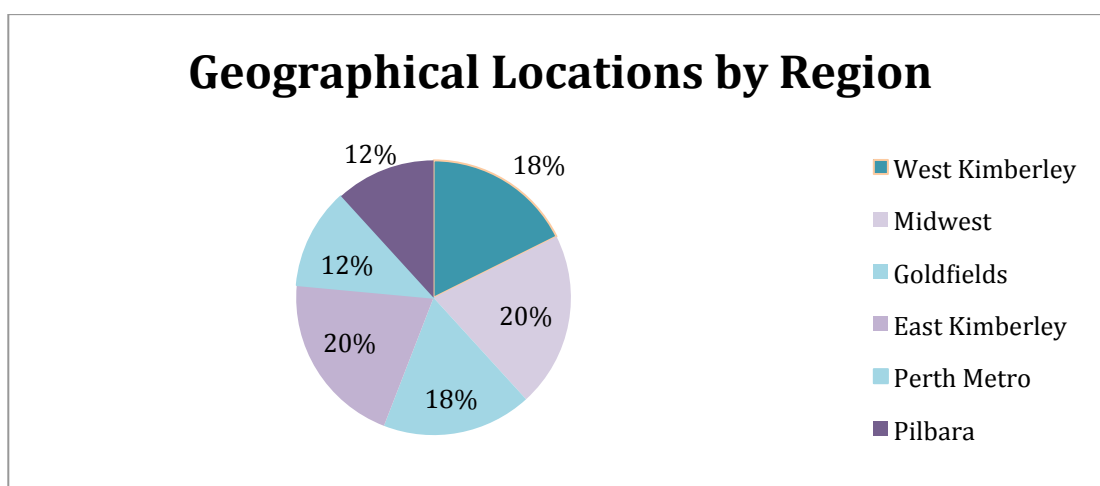 Geographical Locations by Region
12%
18%
West Kimberley
Midwest
12%
Goldfields
20%
20%
East Kimberley
18%
Perth Metro
Pilbara